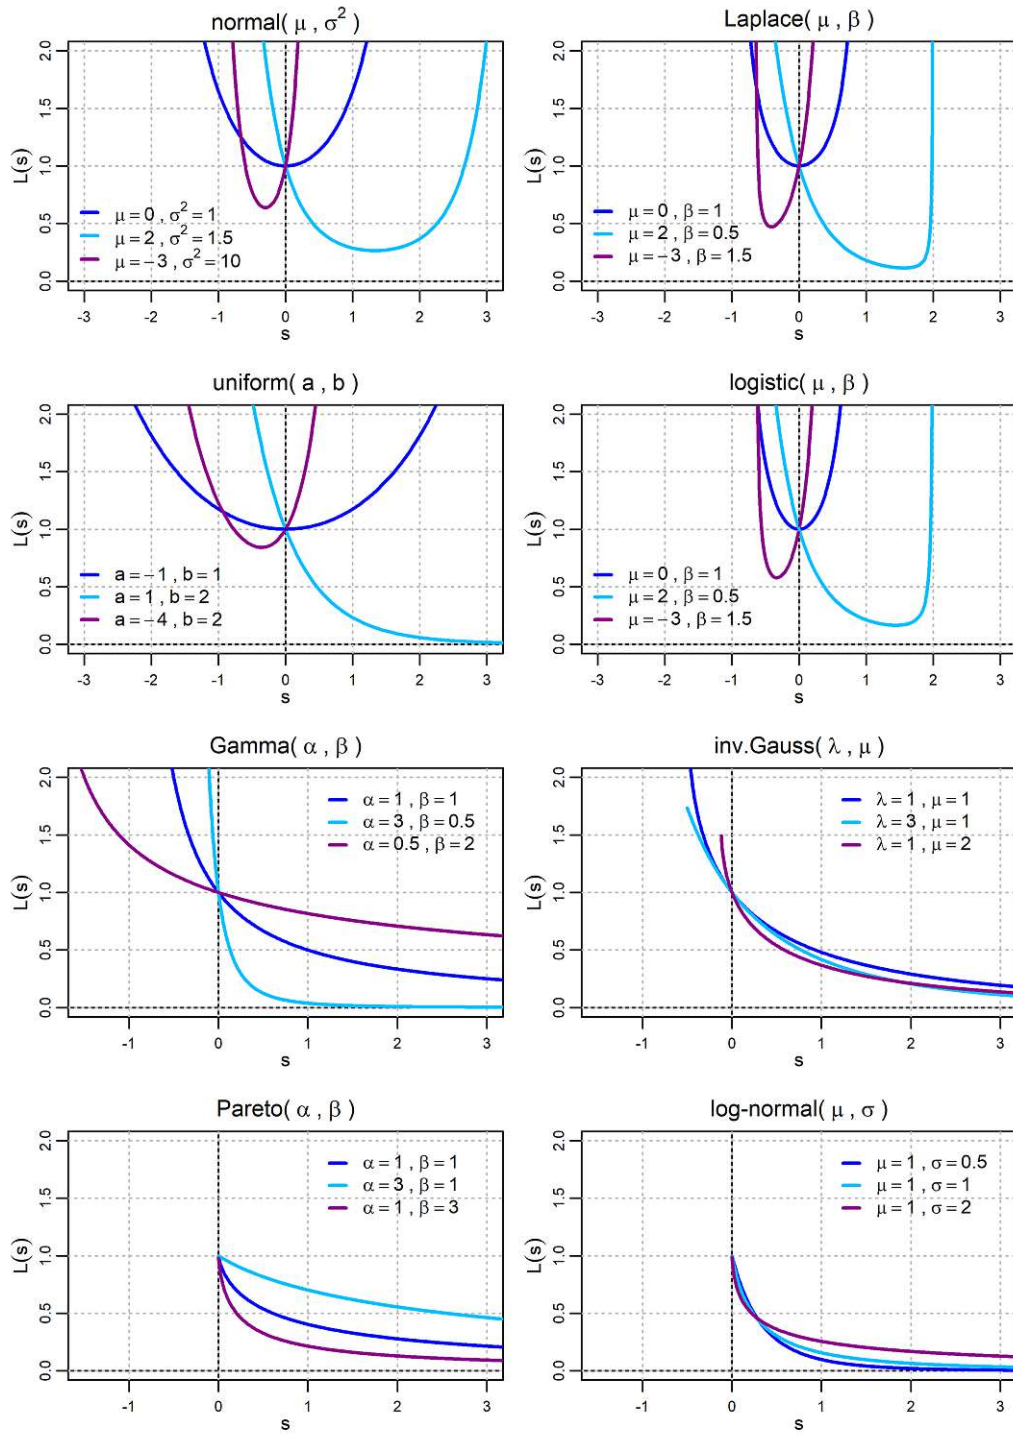 normal( μ , σ² )
L(s)
2.0
1.5
1.0
0.5
0.0
μ = 0 , σ² = 1
μ = 2 , σ² = 1.5
μ = −3 , σ² = 10
-3 -2 -1 0 1 2 3
s
Laplace( μ , β )
L(s)
2.0
1.5
1.0
0.5
0.0
μ = 0 , β = 1
μ = 2 , β = 0.5
μ = −3 , β = 1.5
-3 -2 -1 0 1 2 3
s
uniform( a , b )
L(s)
2.0
1.5
1.0
0.5
0.0
a = −1 , b = 1
a = 1 , b = 2
a = −4 , b = 2
-3 -2 -1 0 1 2 3
s
logistic( μ , β )
L(s)
2.0
1.5
1.0
0.5
0.0
μ = 0 , β = 1
μ = 2 , β = 0.5
μ = −3 , β = 1.5
-3 -2 -1 0 1 2 3
s
Gamma( α , β )
L(s)
2.0
1.5
1.0
0.5
0.0
α = 1 , β = 1
α = 3 , β = 0.5
α = 0.5 , β = 2
-1 0 1 2 3
s
inv.Gauss( λ , μ )
L(s)
2.0
1.5
1.0
0.5
0.0
λ = 1 , μ = 1
λ = 3 , μ = 1
λ = 1 , μ = 2
-1 0 1 2 3
s
Pareto( α , β )
L(s)
2.0
1.5
1.0
0.5
0.0
α = 1 , β = 1
α = 3 , β = 1
α = 1 , β = 3
-1 0 1 2 3
s
log-normal( μ , σ )
L(s)
2.0
1.5
1.0
0.5
0.0
μ = 1 , σ = 0.5
μ = 1 , σ = 1
μ = 1 , σ = 2
-1 0 1 2 3
s